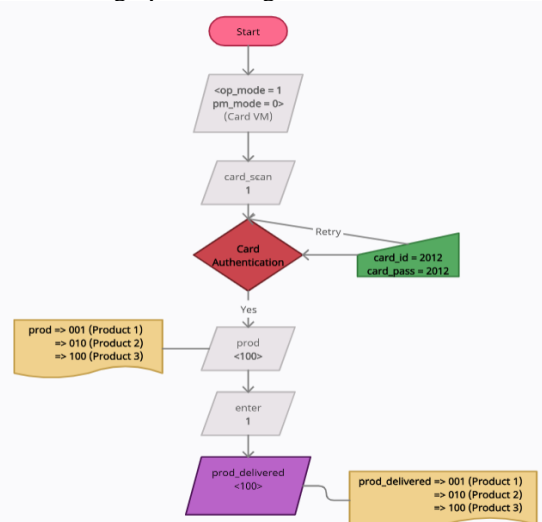 Start
<op_mode = 1
pm_mode = 0>
(Card VM)
card_scan
1
Retry
Card
Authentication
card_id = 2012
card_pass = 2012
Yes
prod => 001 (Product 1)
=> 010 (Product 2)
=> 100 (Product 3)
prod
<100>
enter
1
prod_delivered
<100>
prod_delivered => 001 (Product 1)
=> 010 (Product 2)
=> 100 (Product 3)